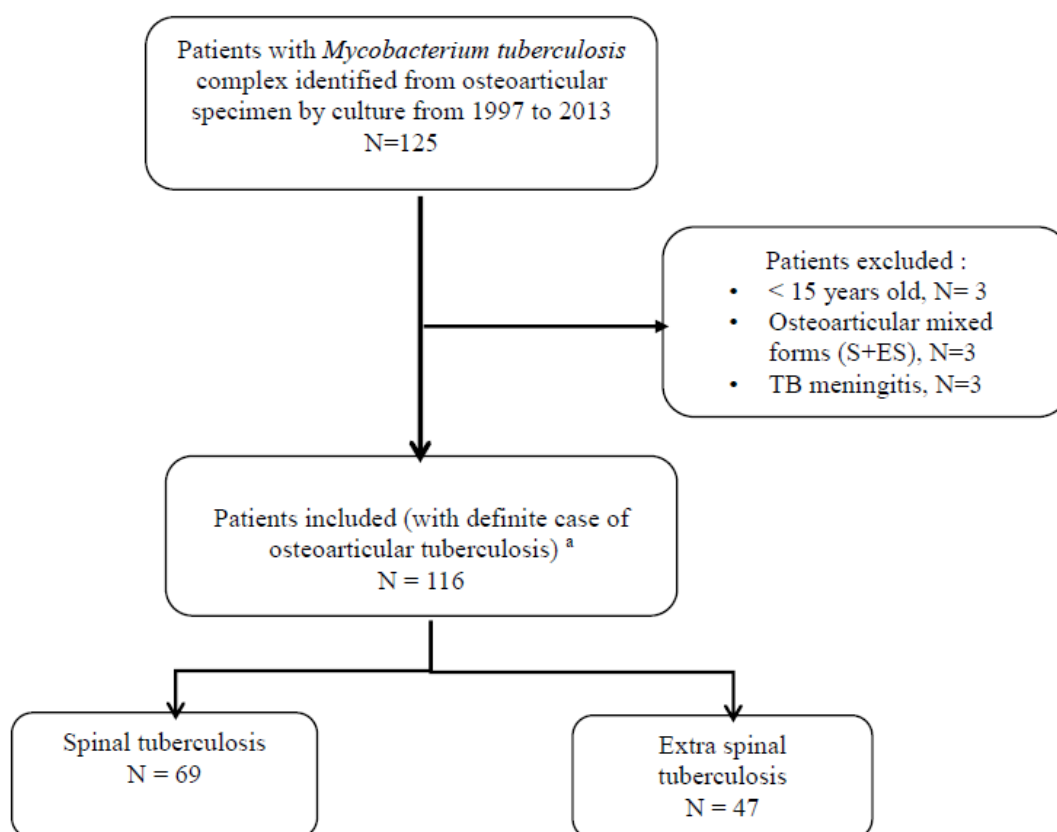 Patients with Mycobacterium tuberculosis
complex identified from osteoarticular
specimen by culture from 1997 to 2013
N=125
Patients excluded :
• < 15 years old, N= 3
• Osteoarticular mixed
forms (S+ES), N=3
• TB meningitis, N=3
Patients included (with definite case of
osteoarticular tuberculosis) a
N = 116
Spinal tuberculosis
N = 69
Extra spinal
tuberculosis
N = 47